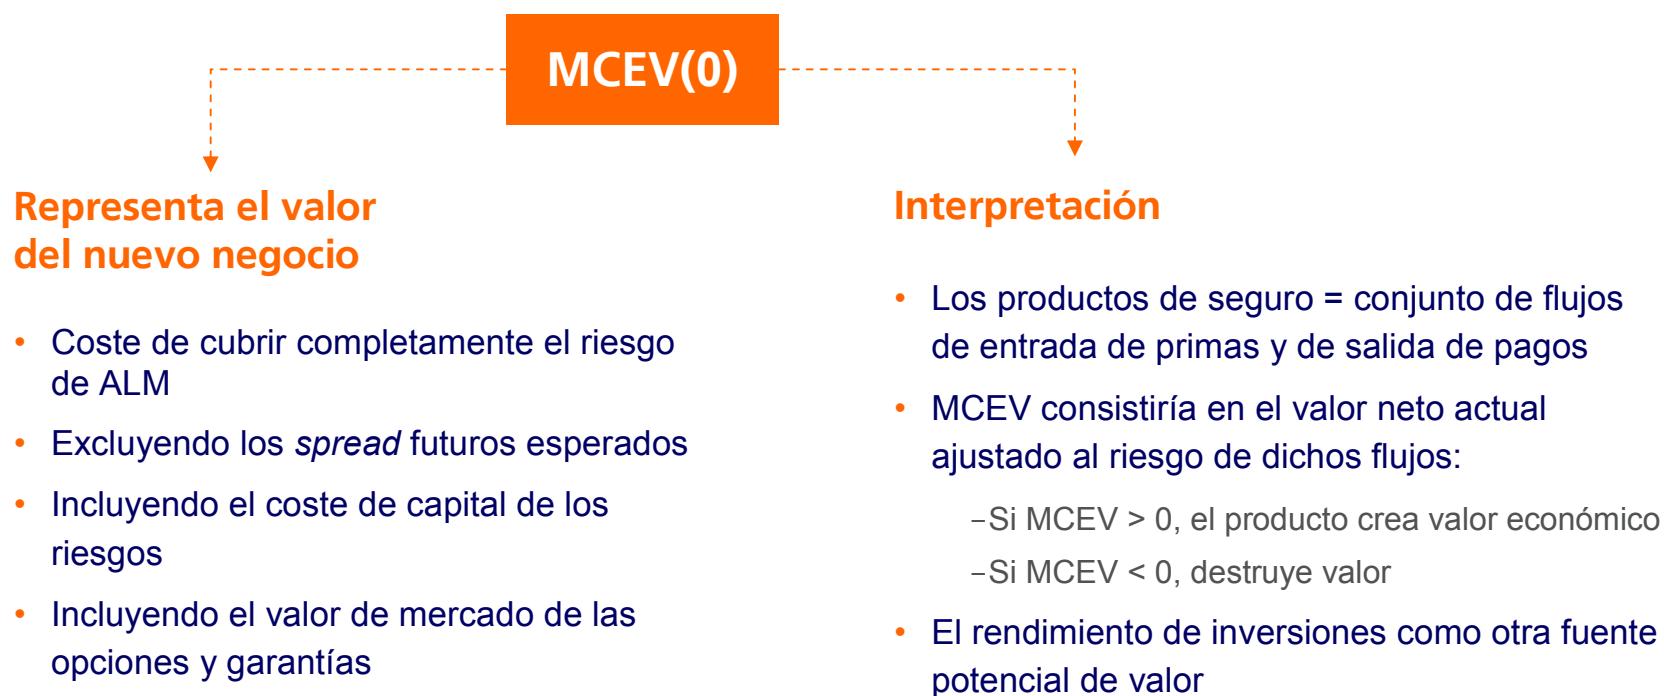 MCEV(0)
Representa el valor
del nuevo negocio
• Coste de cubrir completamente el riesgo
de ALM
• Excluyendo los spread futuros esperados
• Incluyendo el coste de capital de los
riesgos
• Incluyendo el valor de mercado de las
opciones y garantías
Interpretación
• Los productos de seguro = conjunto de flujos
de entrada de primas y de salida de pagos
• MCEV consistiría en el valor neto actual
ajustado al riesgo de dichos flujos:
–Si MCEV > 0, el producto crea valor económico
–Si MCEV < 0, destruye valor
• El rendimiento de inversiones como otra fuente
potencial de valor